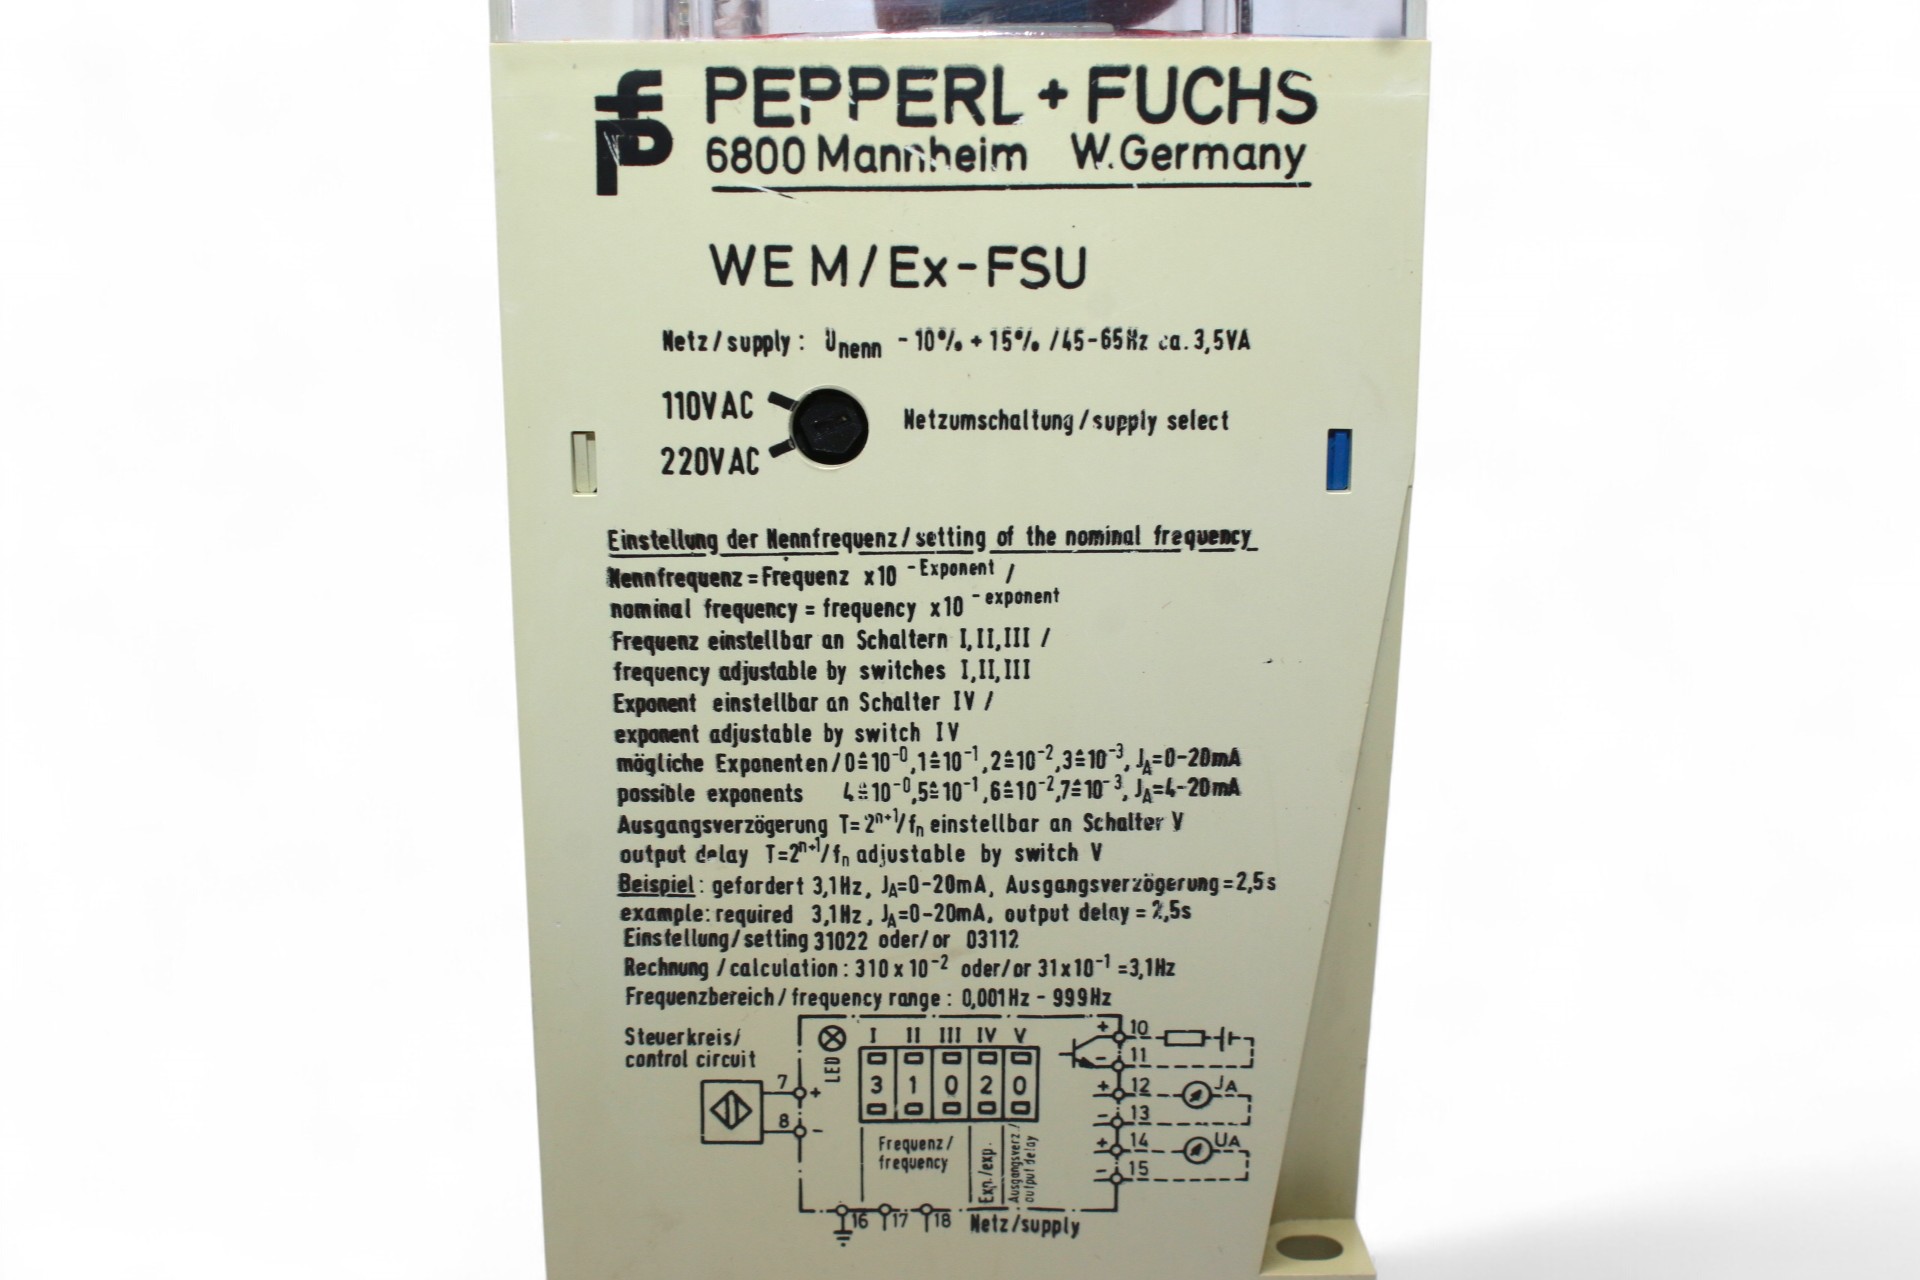 PEPPERL + FUCHS
6800 Mannheim W. Germany
WE M/Ex-FSU
Netz/supply: Unenn -10% +15% /45-65Hz ca. 3,5VA
110V AC
Netzumschaltung/supply select
220V AC
Einstellung der Nennfrequenz/setting of the nominal frequency
Nennfrequenz = Frequenz x10 -Exponent /
nominal frequency = frequency x10 -exponent
Frequenz einstellbar an Schaltern I,II,III /
frequency adjustable by switches I,II,III
Exponent einstellbar an Schalter IV /
exponent adjustable by switch IV
mögliche Exponenten/0≙10⁻⁰,1≙10⁻¹,2≙10⁻²,3≙10⁻³, JA=0-20mA
possible exponents 4≙10⁻⁰,5≙10⁻¹,6≙10⁻²,7≙10⁻³, JA=4-20mA
Ausgangsverzögerung T=2ⁿ⁺¹/fn einstellbar an Schalter V
output delay T=2ⁿ⁺¹/fn adjustable by switch V
Beispiel: gefordert 3,1Hz, JA=0-20mA, Ausgangsverzögerung=2,5s
example: required 3,1Hz, JA=0-20mA, output delay = 2,5s
Einstellung/setting 31022 oder/or 03112
Rechnung/calculation: 310 x 10⁻² oder/or 31x10⁻¹ =3,1Hz
Frequenzbereich/frequency range: 0,001Hz - 999Hz
Steuerkreis/
control circuit
LED
I II III IV V
3 1 0 2 0
7 +
8 -
Frequenz/
frequency
Exp./exp.
Ausgangsverz./
output delay
+ 10
- 11
+ 12 JA
- 13
+ 14 UA
- 15
16 17 18 Netz/supply